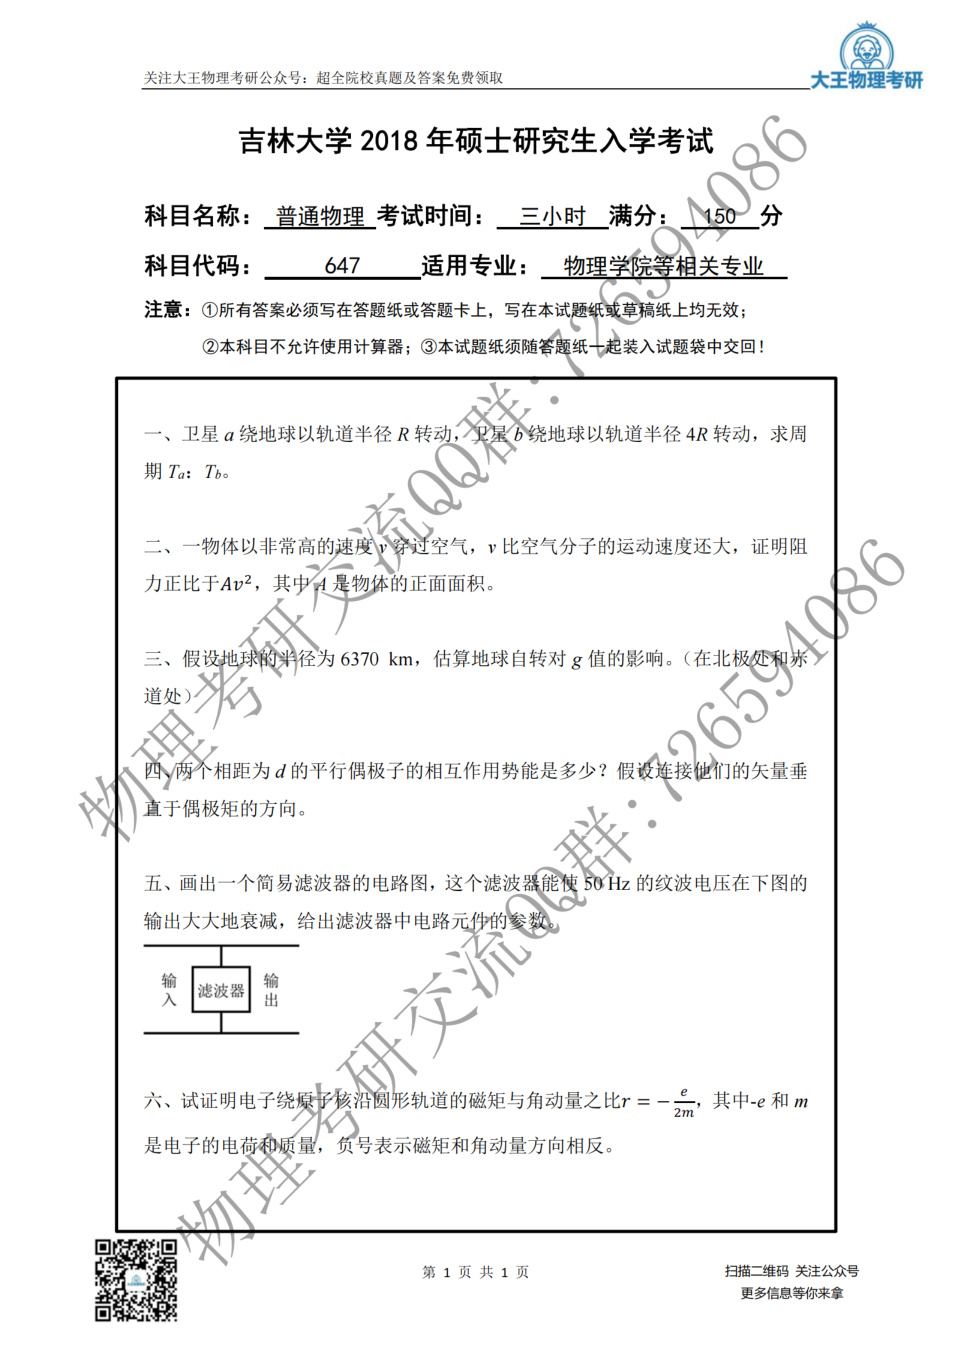 关注大王物理考研公众号：超全院校真题及答案免费领取
大王物理考研
吉林大学 2018 年硕士研究生入学考试
科目名称： 普通物理 考试时间： 三小时 满分： 150 分
科目代码： 647 适用专业： 物理学院等相关专业
注意：①所有答案必须写在答题纸或答题卡上，写在本试题纸或草稿纸上均无效；
②本科目不允许使用计算器；③本试题纸须随答题纸一起装入试题袋中交回！
一、卫星 a 绕地球以轨道半径 R 转动，卫星 b 绕地球以轨道半径 4R 转动，求周
期 Ta：Tb。
二、一物体以非常高的速度 v 穿过空气，v 比空气分子的运动速度还大，证明阻
力正比于Av²，其中 A 是物体的正面面积。
三、假设地球的半径为 6370 km，估算地球自转对 g 值的影响。（在北极处和赤
道处）
四、两个相距为 d 的平行偶极子的相互作用势能是多少？假设连接他们的矢量垂
直于偶极矩的方向。
五、画出一个简易滤波器的电路图，这个滤波器能使 50 Hz 的纹波电压在下图的
输出大大地衰减，给出滤波器中电路元件的参数。
输入
滤波器
输出
六、试证明电子绕原子核沿圆形轨道的磁矩与角动量之比r = − e/2m，其中-e 和 m
是电子的电荷和质量，负号表示磁矩和角动量方向相反。
物理考研交流QQ群：726594086
物理考研交流QQ群：726594086
大王物理考研
第 1 页 共 1 页
扫描二维码 关注公众号
更多信息等你来拿